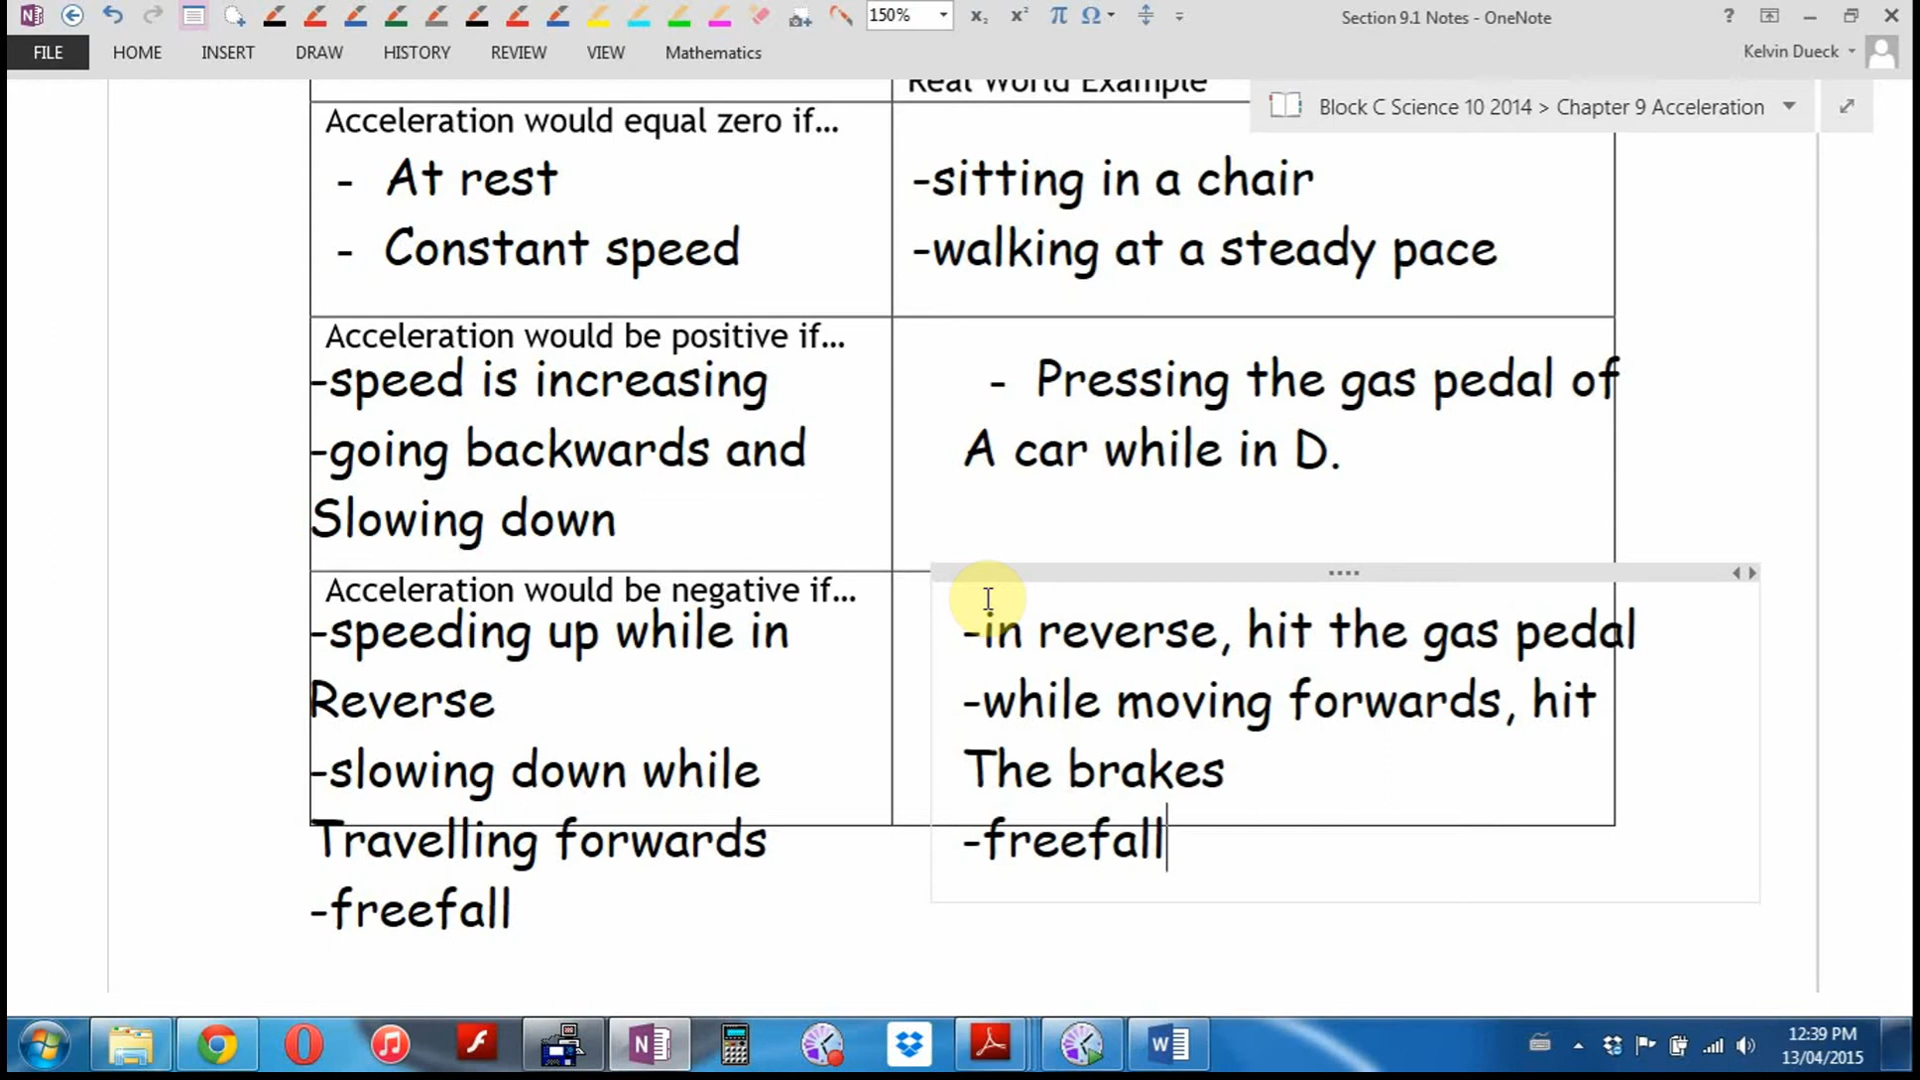 150%
x₂ x² π Ω
Section 9.1 Notes - OneNote
?
FILE HOME INSERT DRAW HISTORY REVIEW VIEW Mathematics
Kelvin Dueck
Real World Example
Block C Science 10 2014 > Chapter 9 Acceleration
Acceleration would equal zero if...
- At rest
- Constant speed
-sitting in a chair
-walking at a steady pace
Acceleration would be positive if...
-speed is increasing
-going backwards and
Slowing down
- Pressing the gas pedal of
A car while in D.
Acceleration would be negative if...
-speeding up while in
Reverse
-slowing down while
Travelling forwards
-freefall
-in reverse, hit the gas pedal
-while moving forwards, hit
The brakes
-freefall
12:39 PM
13/04/2015